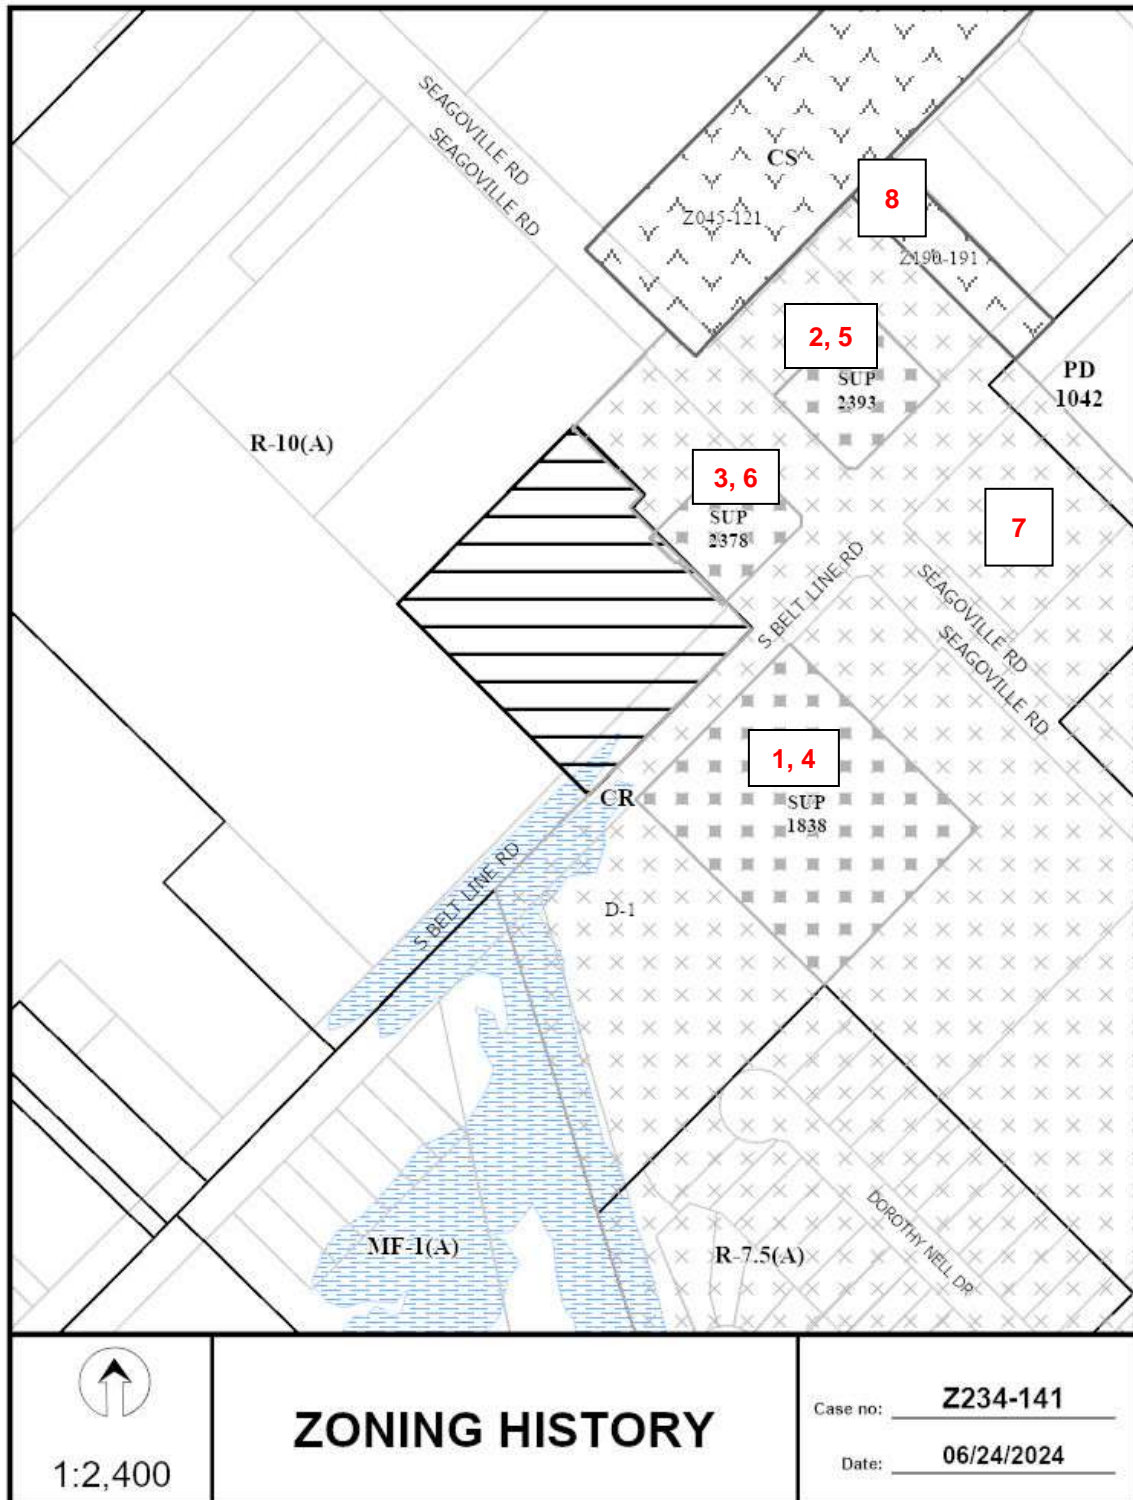 SEAGOVILLE RD
SEAGOVILLE RD
CS
8
Z045-121
Z190-191
2, 5
SUP
2393
PD
1042
R-10(A)
3, 6
SUP
2378
7
S BELT LINE RD
SEAGOVILLE RD
SEAGOVILLE RD
1, 4
SUP
1838
CR
S BELT LINE RD
D-1
DOROTHY NELL DR
MF-1(A)
R-7.5(A)
1:2,400
ZONING HISTORY
Case no: Z234-141
Date: 06/24/2024